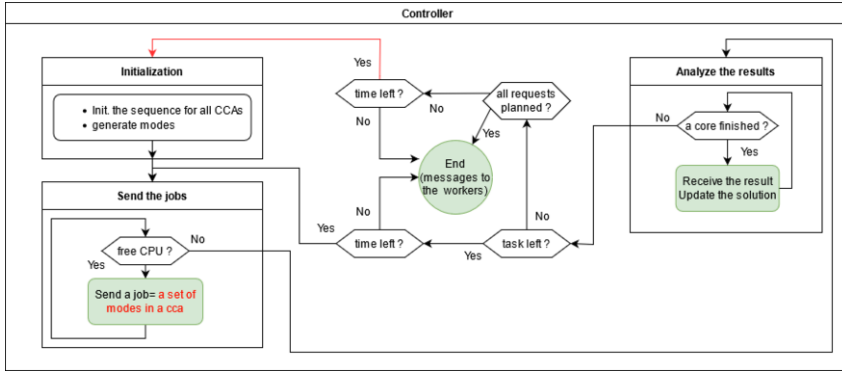 Controller
Initialization
• Init. the sequence for all CCAs
• generate modes
Send the jobs
free CPU ?
No
Yes
Send a job= a set of
modes in a cca
Yes
time left ?
No
No
all requests
planned ?
Yes
End
(messages to
the workers)
No
Yes
time left ?
Yes
task left ?
No
Analyze the results
No
a core finished ?
Yes
Receive the result
Update the solution